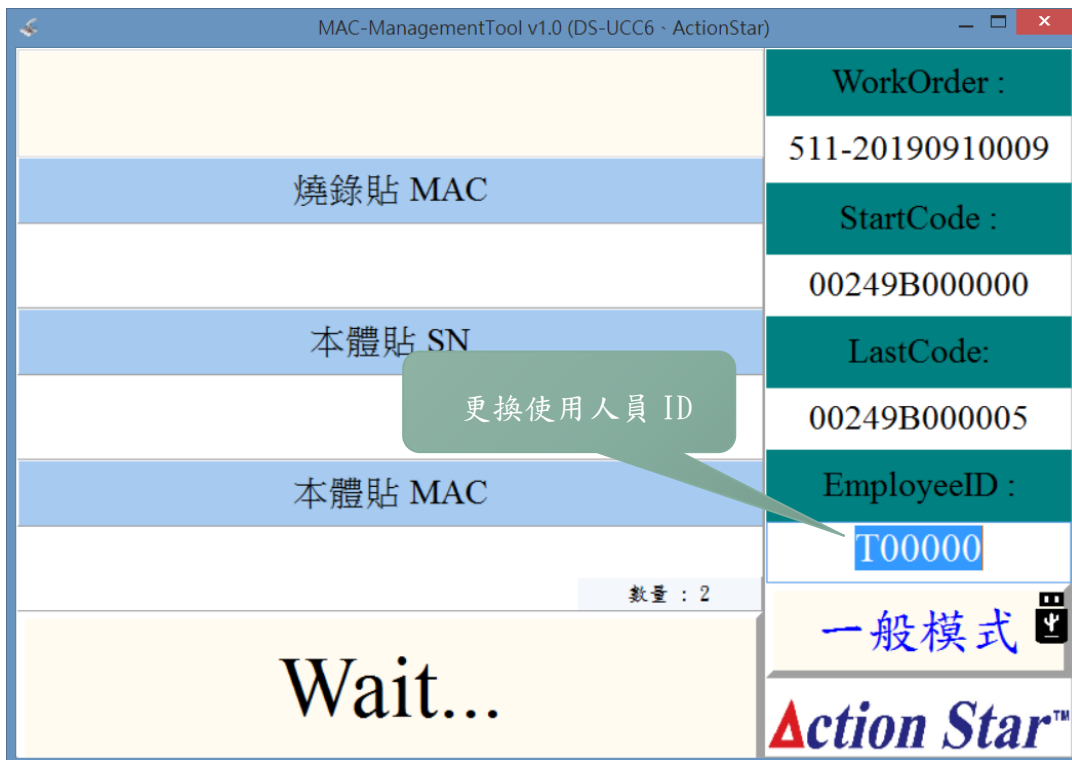 MAC-ManagementTool v1.0 (DS-UCC6、ActionStar)
燒錄貼 MAC
本體貼 SN
更換使用人員 ID
本體貼 MAC
數量 : 2
Wait...
WorkOrder :
511-20190910009
StartCode :
00249B000000
LastCode:
00249B000005
EmployeeID :
T00000
一般模式
Action Star™